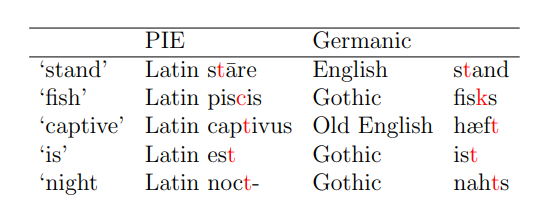 PIE Germanic
‘stand’ Latin stāre English stand
‘fish’ Latin piscis Gothic fisks
‘captive’ Latin captivus Old English hæft
‘is’ Latin est Gothic ist
‘night Latin noct- Gothic nahts